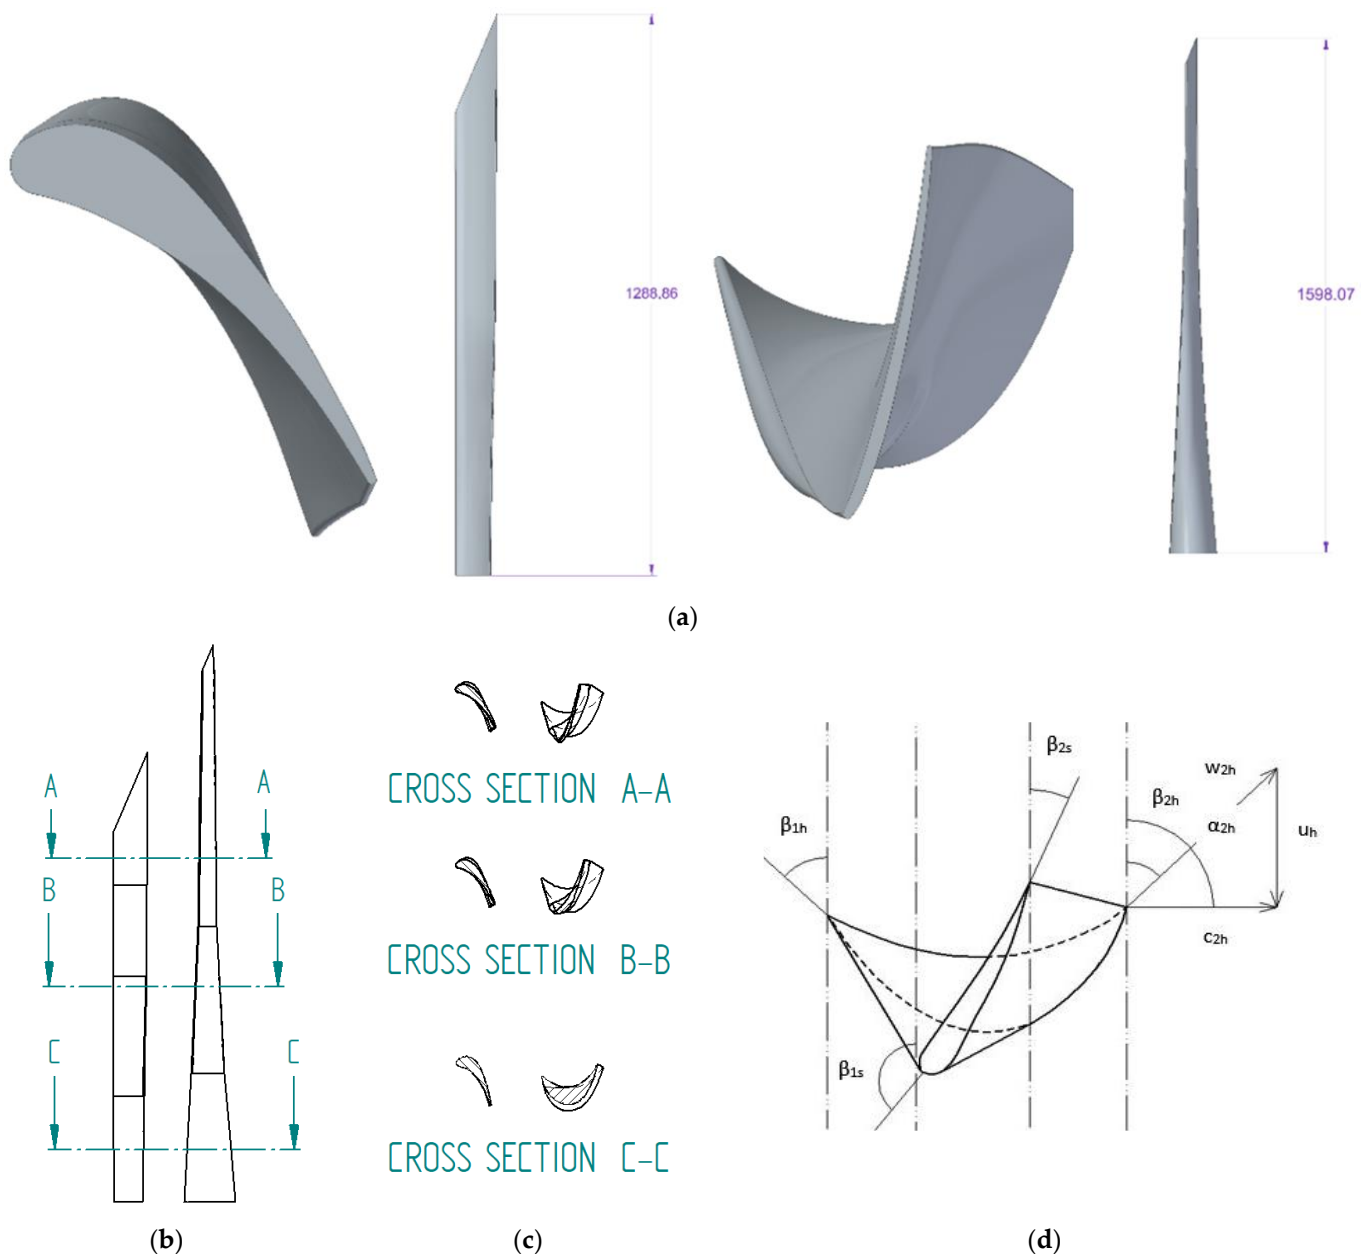 1288.86
1598.07
(a)
A A
B B
C C
CROSS SECTION A-A
CROSS SECTION B-B
CROSS SECTION C-C
β1h
β2s
w2h
β2h
α2h
uh
c2h
β1s
(b)
(c)
(d)